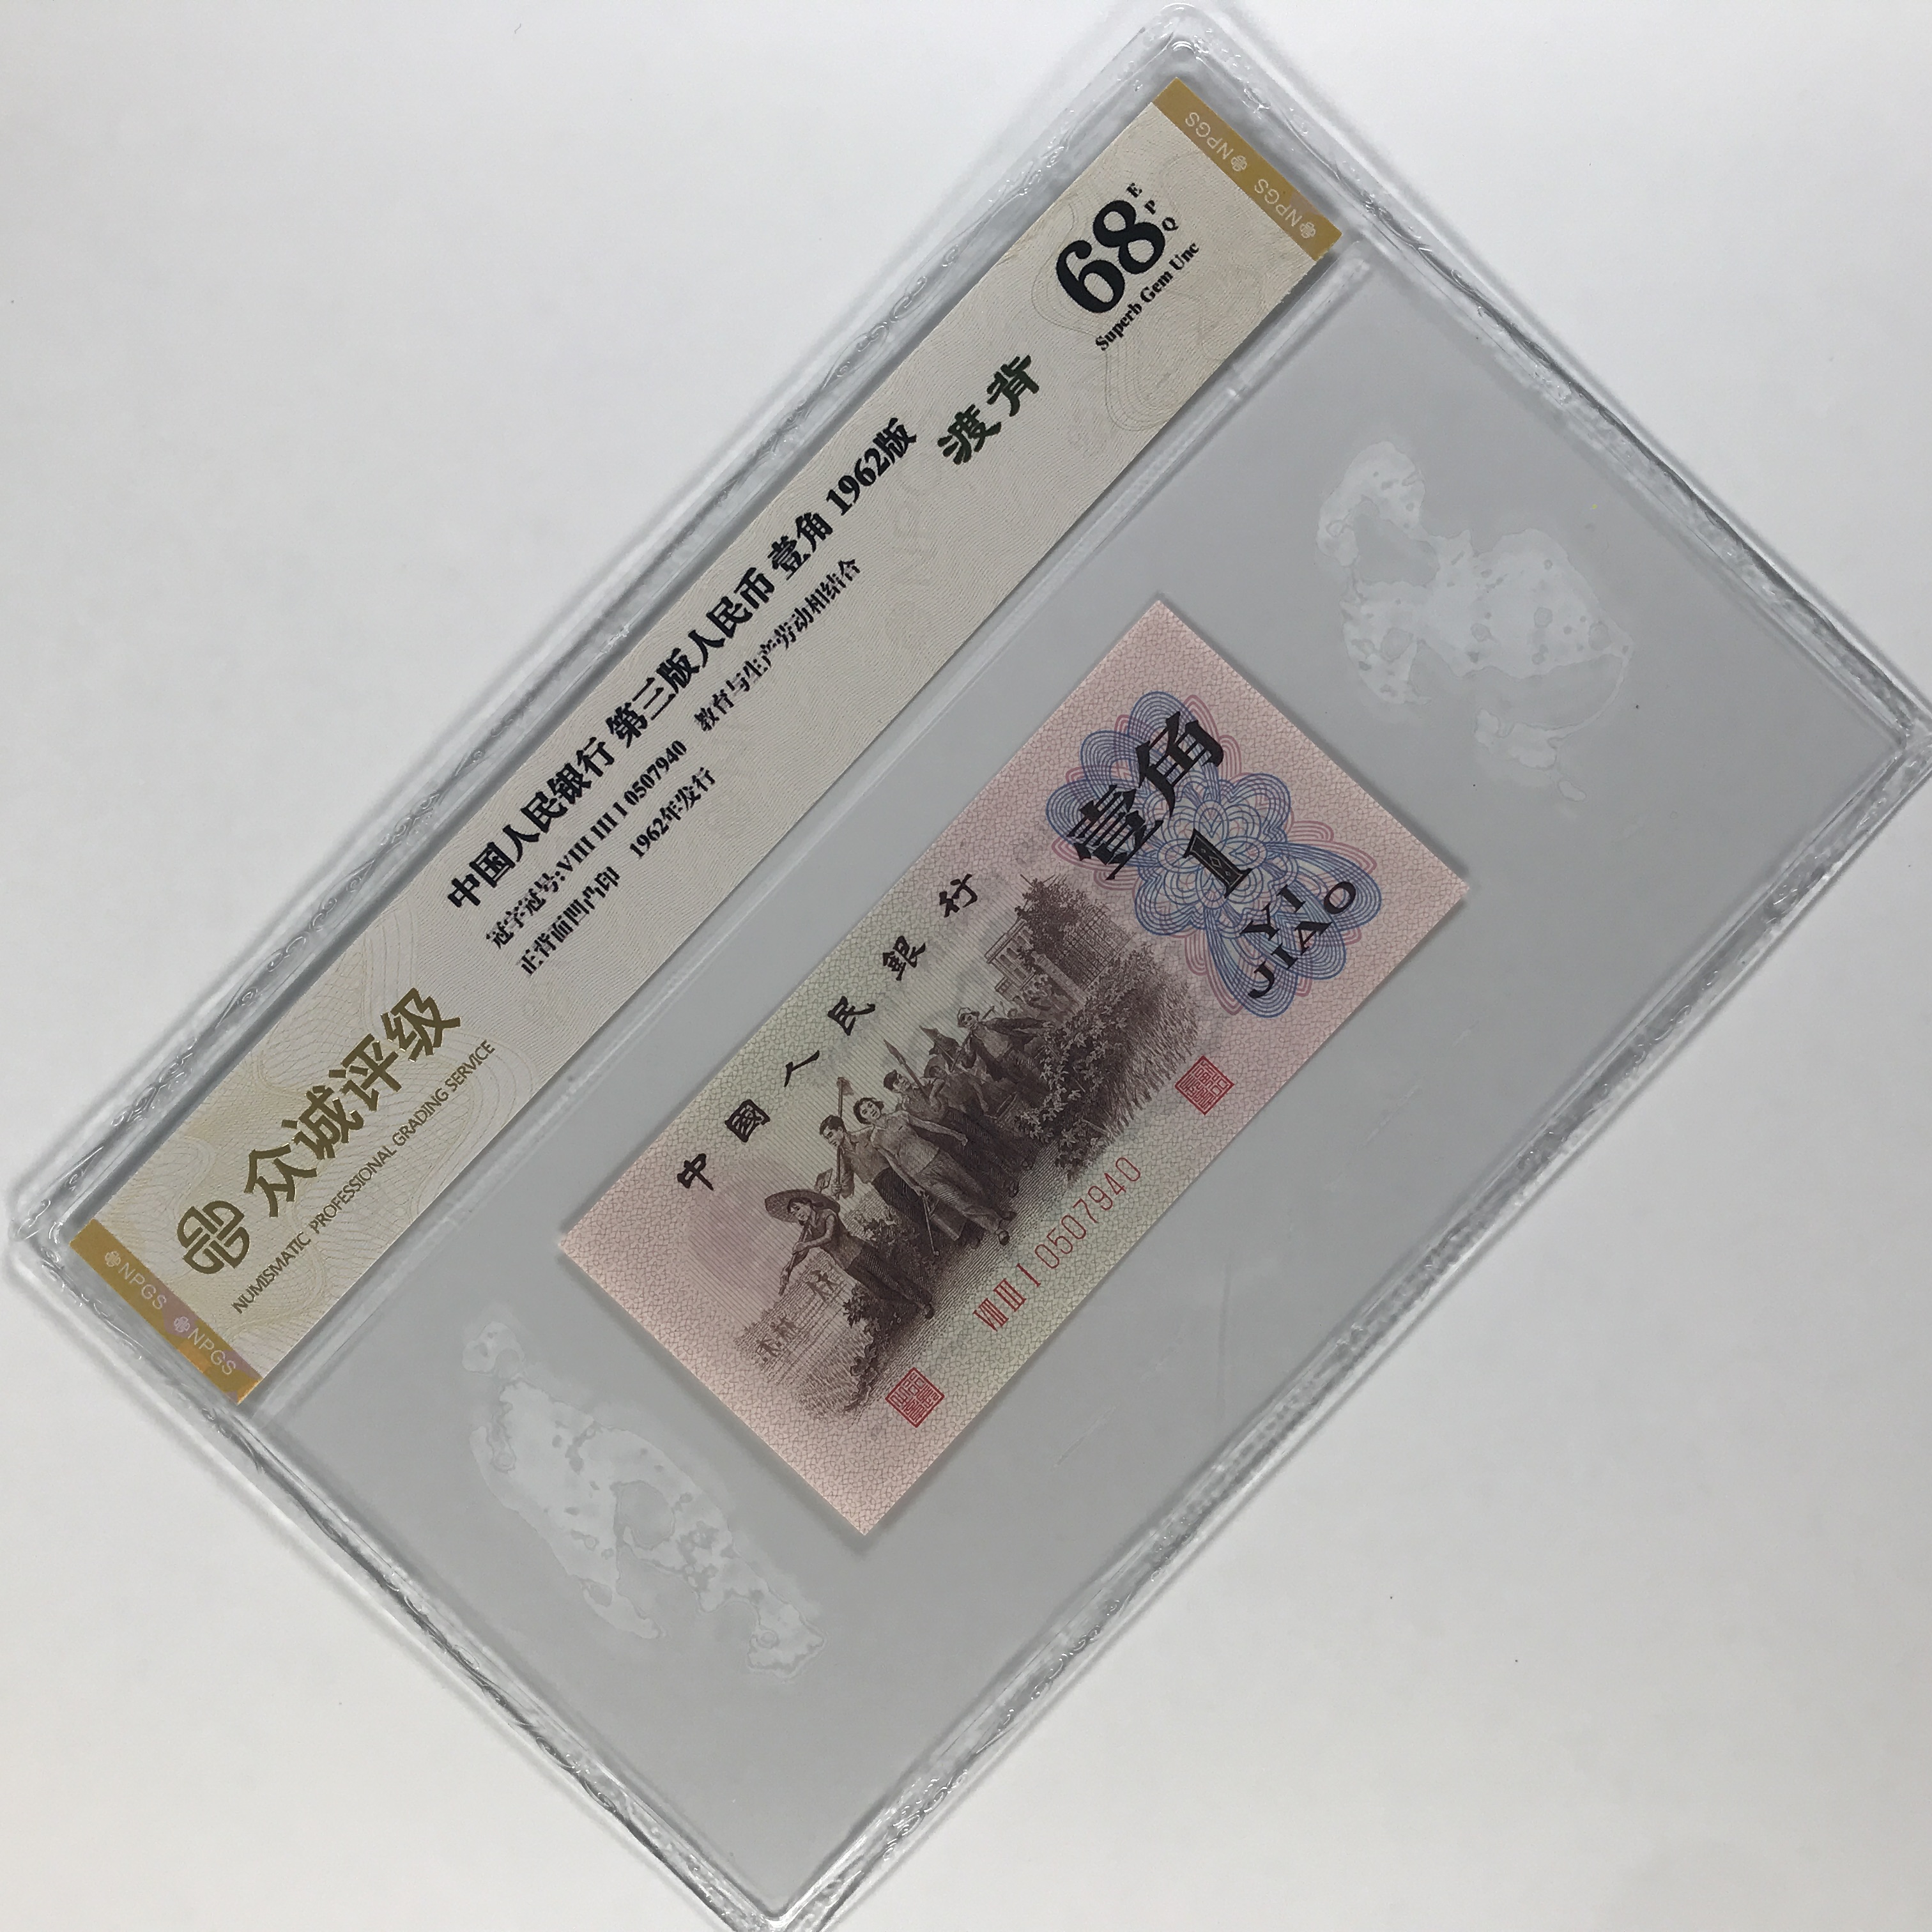 众诚评级
NUMISMATIC PROFESSIONAL GRADING SERVICE
中国人民銀行 第三版人民币 壹角 1962版
冠字冠号:VIII III I 0507940 教育与生产劳动相结合
正背面凹凸印 1962年发行
渡背
68
EPQ
Superb Gem Unc
NPGS NPGS
NPGS NPGS
中國人民銀行
壹角
1
YI
JIAO
VIII III I 0507940